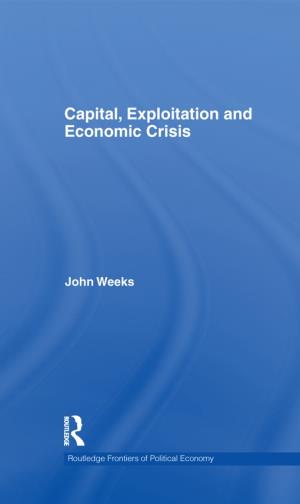 Capital, Exploitation and
Economic Crisis
John Weeks
ROUTLEDGE
Routledge Frontiers of Political Economy